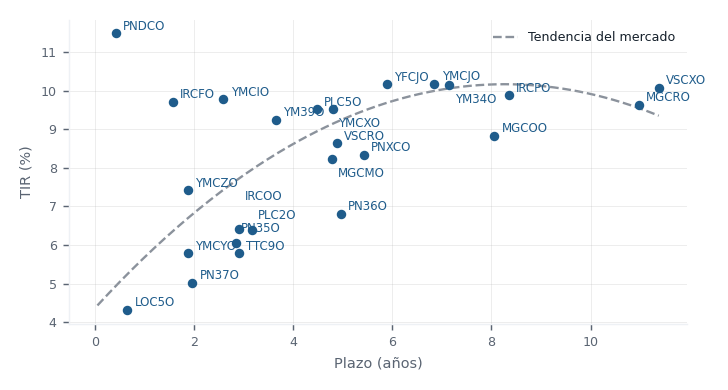 PNDCO
Tendencia del mercado
YFCJO
YMCJO
VSCXO
IRCFO
YMCIO
PLC5O
YM34O
IRCPO
MGCRO
YM39O
YMCXO
VSCRO
MGCOO
PNXCO
MGCMO
YMCZO
IRCOO
PLC2O
PN36O
PN35O
YMCYO
TTC9O
PN37O
LOC5O
TIR (%)
11
10
9
8
7
6
5
4
0
2
4
6
8
10
Plazo (años)